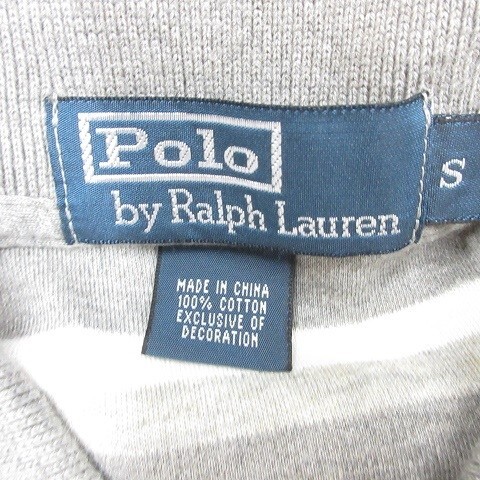 Polo
by Ralph Lauren
S
MADE IN CHINA
100% COTTON
EXCLUSIVE OF
DECORATION